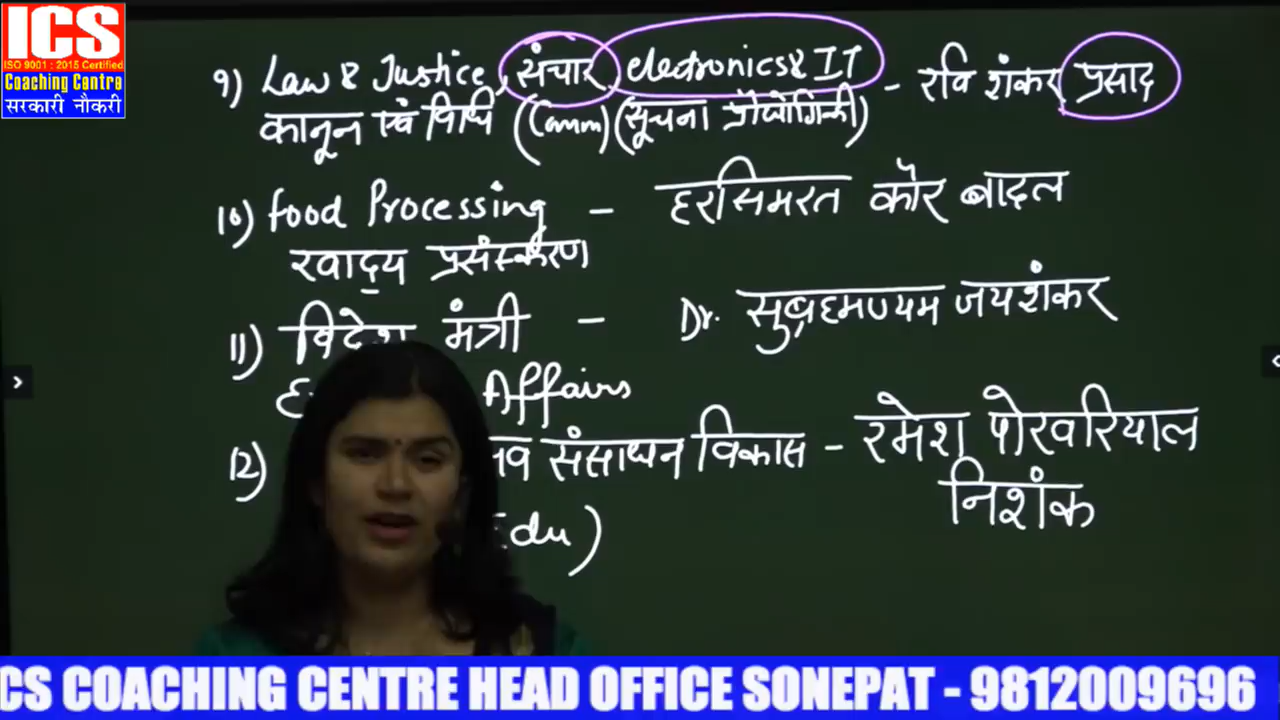 ICS
ISO 9001 : 2015 Certified
Coaching Centre
सरकारी नौकरी
9) Law & Justice, संचार, electronics & IT - रवि शंकर प्रसाद
कानून एवं विधि (Comm) (सूचना प्रौद्योगिकी)
10) Food Processing - हरसिमरत कौर बादल
खाद्य प्रसंस्करण
11) विदेश मंत्री - Dr. सुब्रहमण्यम जयशंकर
Affairs
12) संसाधन विकास - रमेश पोखरियाल
निशंक
Edu)
CS COACHING CENTRE HEAD OFFICE SONEPAT - 9812009696